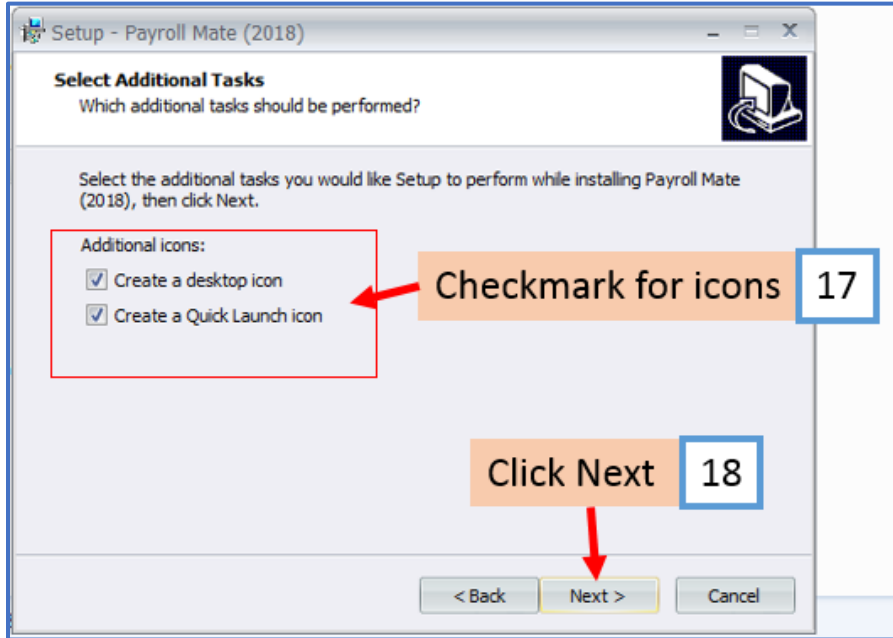 Setup - Payroll Mate (2018)
Select Additional Tasks
Which additional tasks should be performed?
Select the additional tasks you would like Setup to perform while installing Payroll Mate
(2018), then click Next.
Additional icons:
Create a desktop icon
Create a Quick Launch icon
Checkmark for icons 17
Click Next 18
< Back Next > Cancel